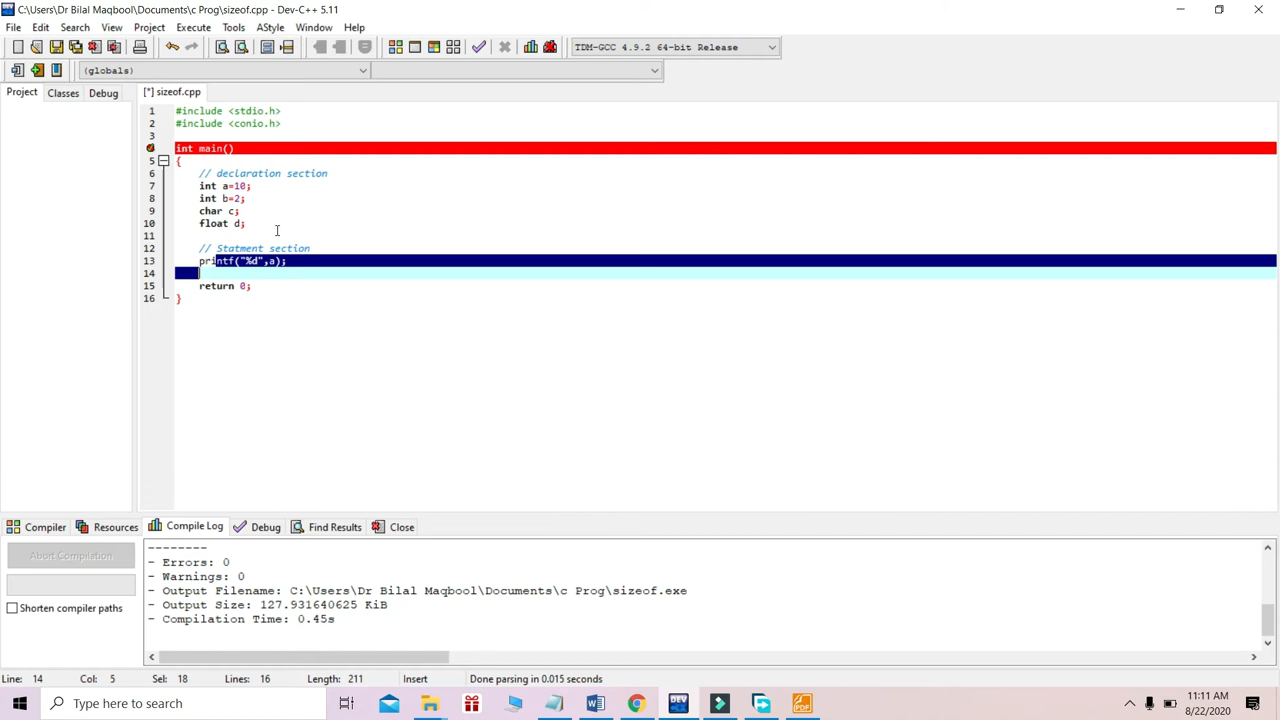 C:\Users\Dr Bilal Maqbool\Documents\c Prog\sizeof.cpp - Dev-C++ 5.11
File Edit Search View Project Execute Tools AStyle Window Help
TDM-GCC 4.9.2 64-bit Release
(globals)
Project Classes Debug [*] sizeof.cpp
1 #include <stdio.h>
2 #include <conio.h>
3
int main()
5 {
6 // declaration section
7 int a=10;
8 int b=2;
9 char c;
10 float d;
11
12 // Statment section
13 printf("%d",a);
14
15 return 0;
16 }
Compiler Resources Compile Log Debug Find Results Close
Abort Compilation
Shorten compiler paths
--------
- Errors: 0
- Warnings: 0
- Output Filename: C:\Users\Dr Bilal Maqbool\Documents\c Prog\sizeof.exe
- Output Size: 127.931640625 KiB
- Compilation Time: 0.45s
Line: 14 Col: 5 Sel: 18 Lines: 16 Length: 211 Insert Done parsing in 0.015 seconds
Type here to search
DEV
PDF
11:11 AM
8/22/2020